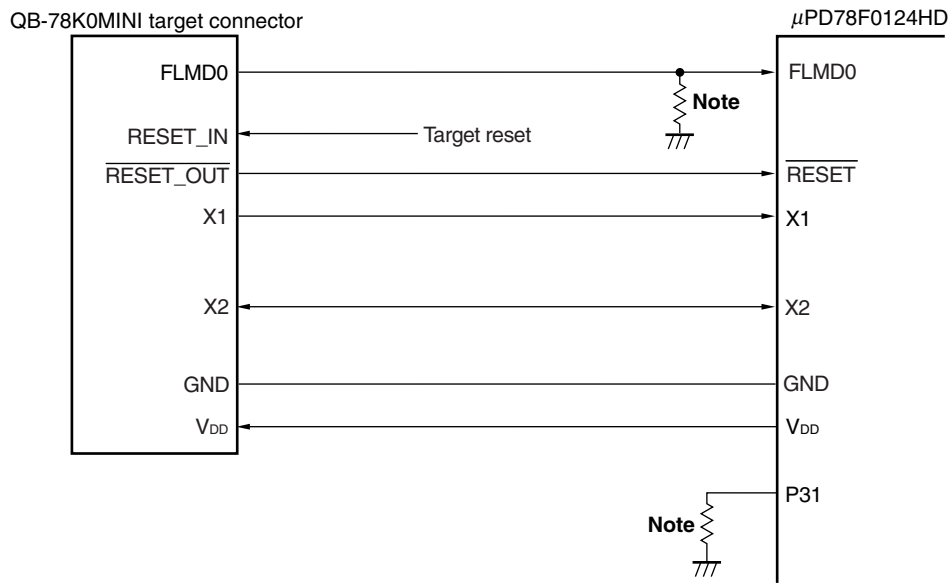 QB-78K0MINI target connector
μPD78F0124HD
FLMD0
FLMD0
Note
RESET_IN
Target reset
RESET_OUT
RESET
X1
X1
X2
X2
GND
GND
VDD
VDD
P31
Note